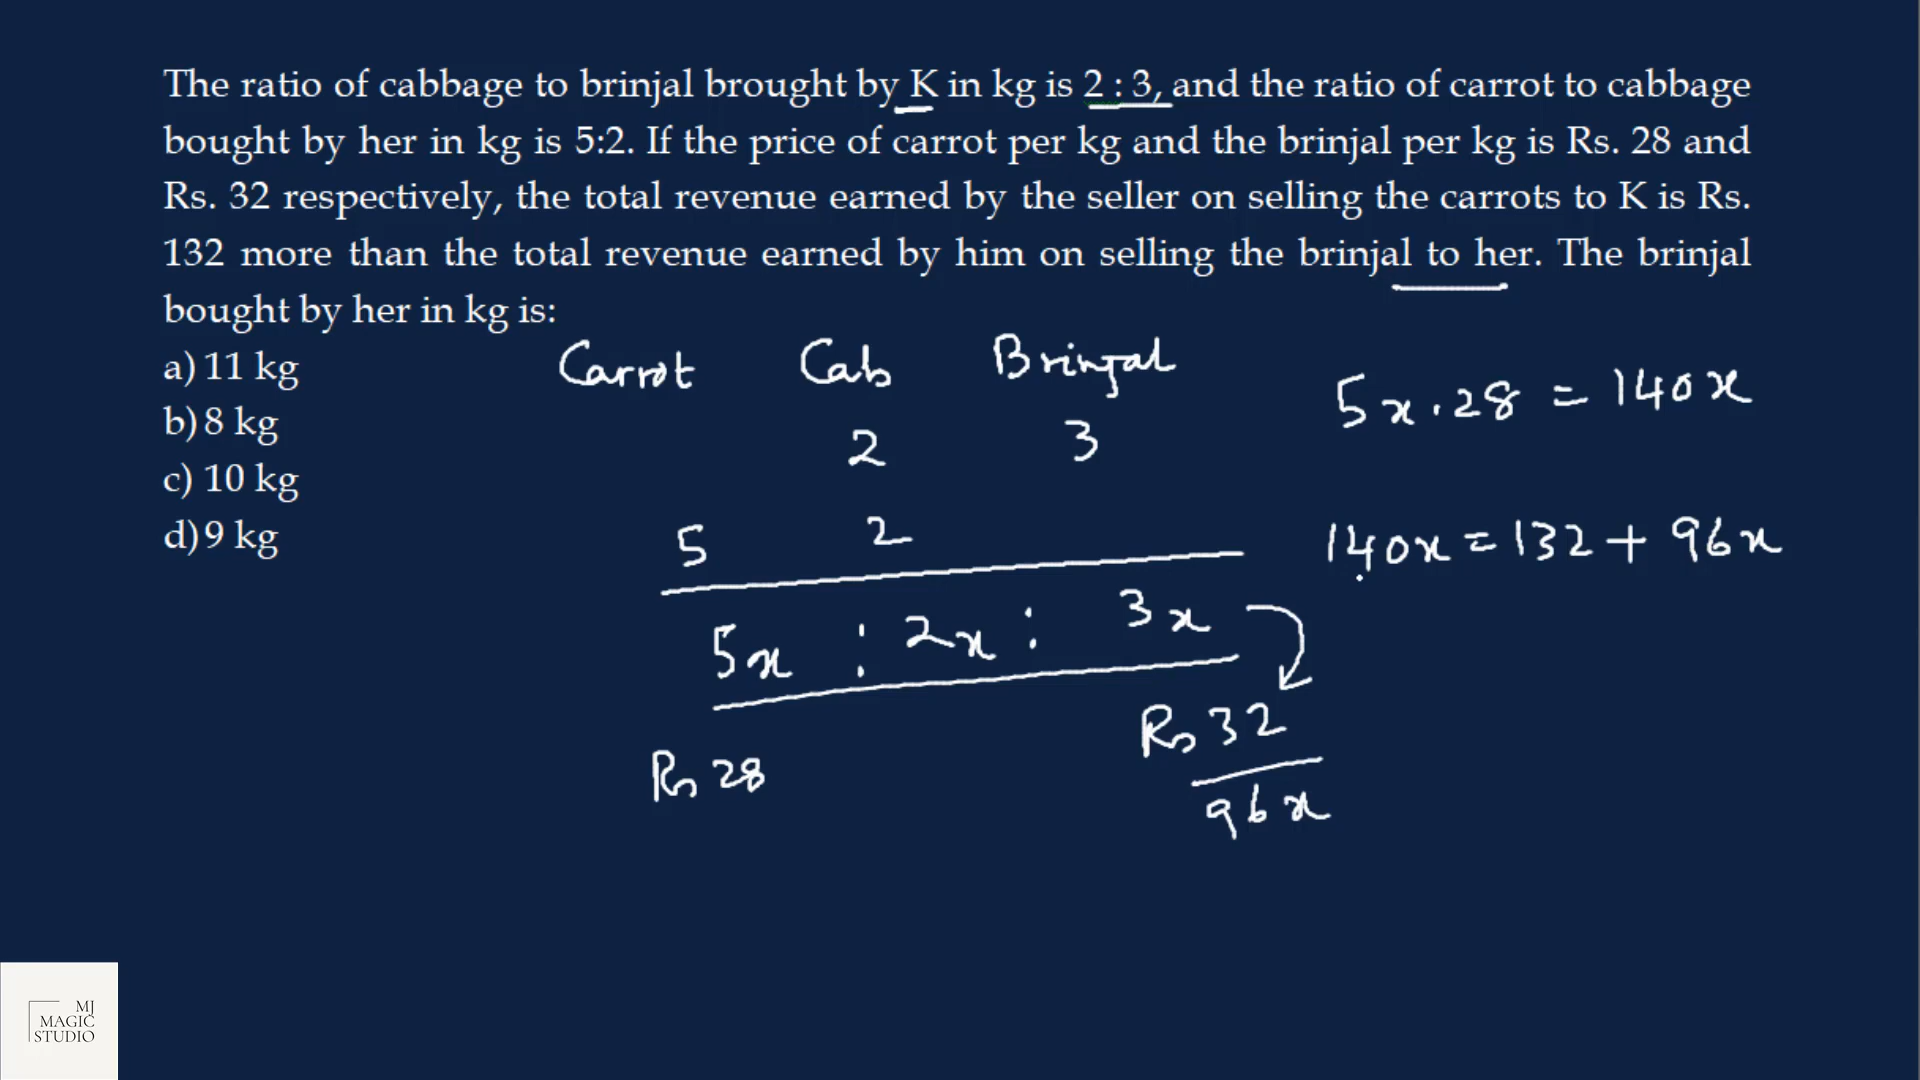 The ratio of cabbage to brinjal brought by K in kg is 2 : 3, and the ratio of carrot to cabbage
bought by her in kg is 5:2. If the price of carrot per kg and the brinjal per kg is Rs. 28 and
Rs. 32 respectively, the total revenue earned by the seller on selling the carrots to K is Rs.
132 more than the total revenue earned by him on selling the brinjal to her. The brinjal
bought by her in kg is:
a) 11 kg
b) 8 kg
c) 10 kg
d) 9 kg
Carrot Cab Brinjal
2 3
5 2
5x : 2x : 3x
Rs 28
Rs 32
96x
5x . 28 = 140x
140x = 132 + 96x
MJ
MAGIC
STUDIO